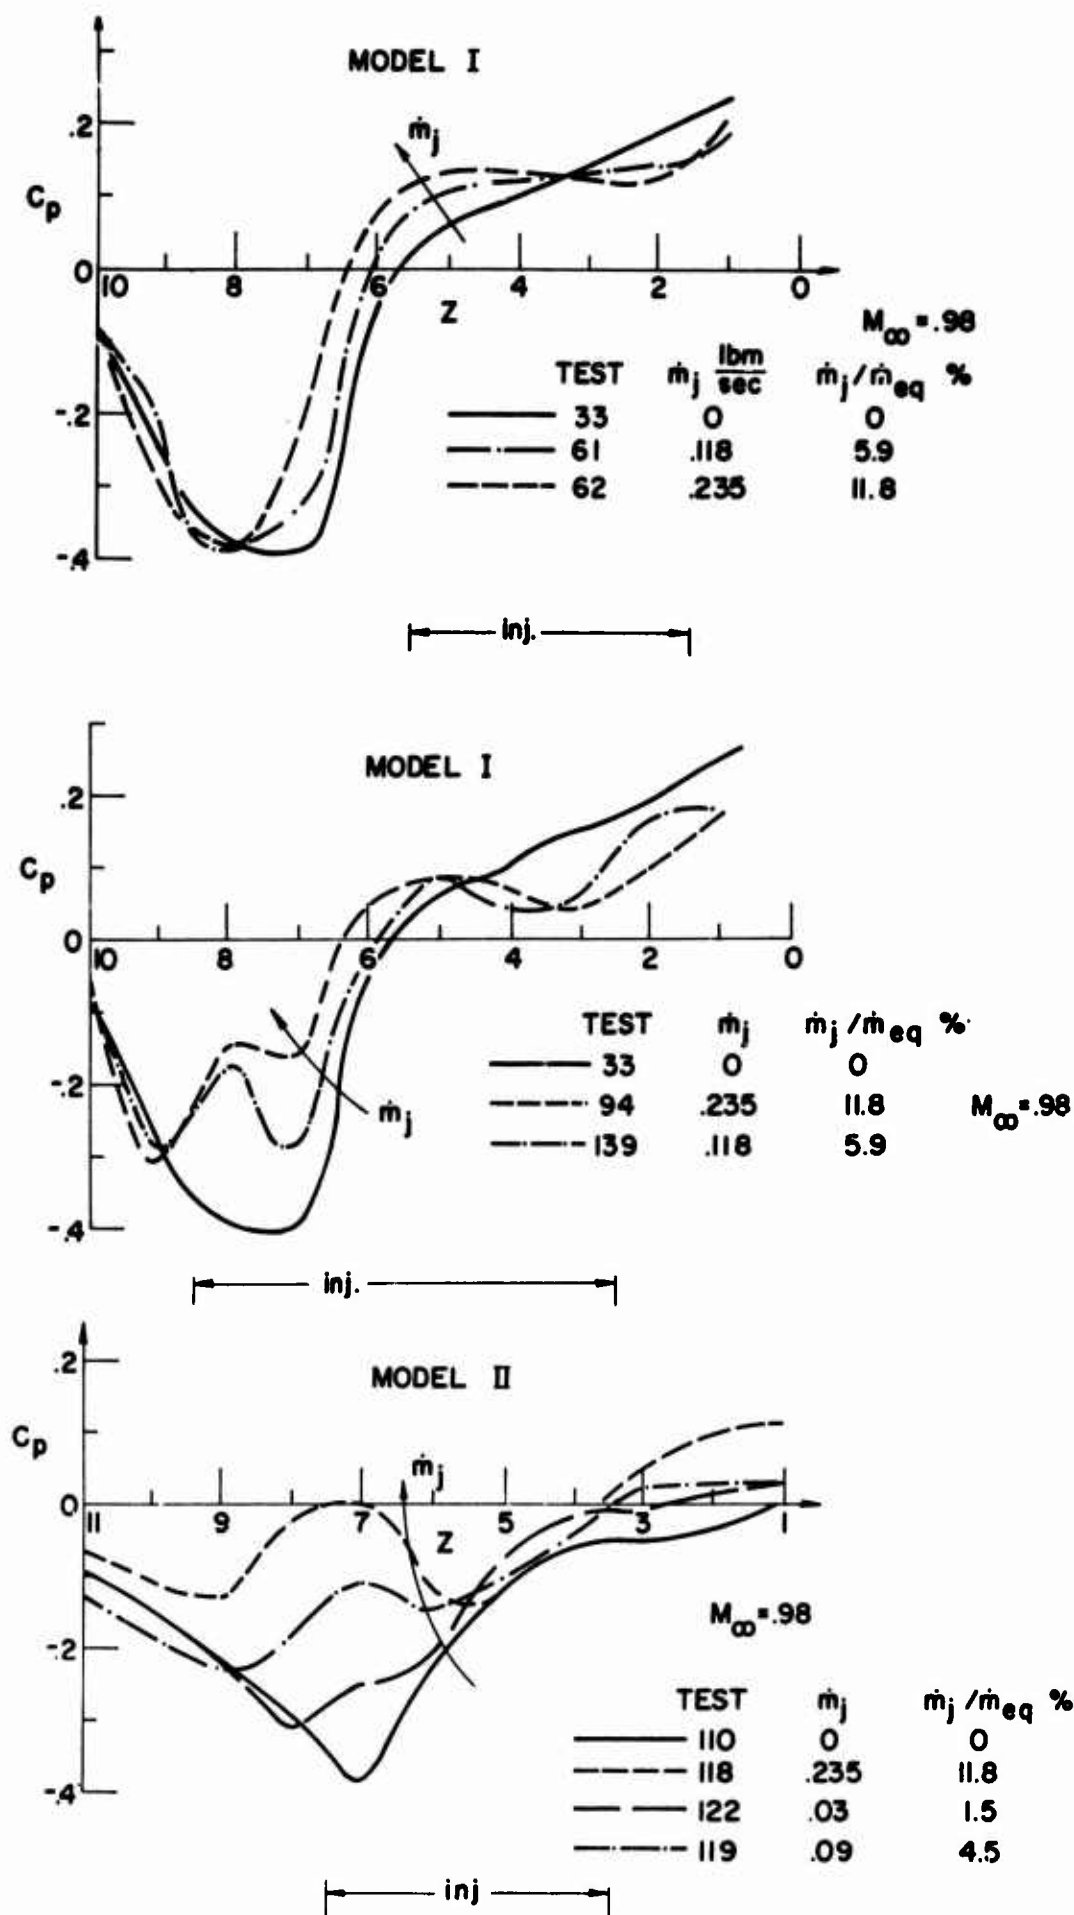 MODEL I
ṁj
.2
Cp
0
10 8 6 4 2 0
Z
M∞ = .98
TEST ṁj lbm/sec ṁj/ṁeq %
33 0 0
-.2
61 .118 5.9
62 .235 11.8
-.4
inj.
MODEL I
.2
Cp
0
10 8 6 4 2 0
TEST ṁj ṁj/ṁeq %
33 0 0
-.2
94 .235 11.8 M∞ = .98
ṁj
139 .118 5.9
-.4
inj.
.2
MODEL II
Cp
ṁj
0
11 9 7 5 3 1
Z
M∞ = .98
-.2
TEST ṁj ṁj/ṁeq %
110 0 0
118 .235 11.8
-.4
122 .03 1.5
119 .09 4.5
inj